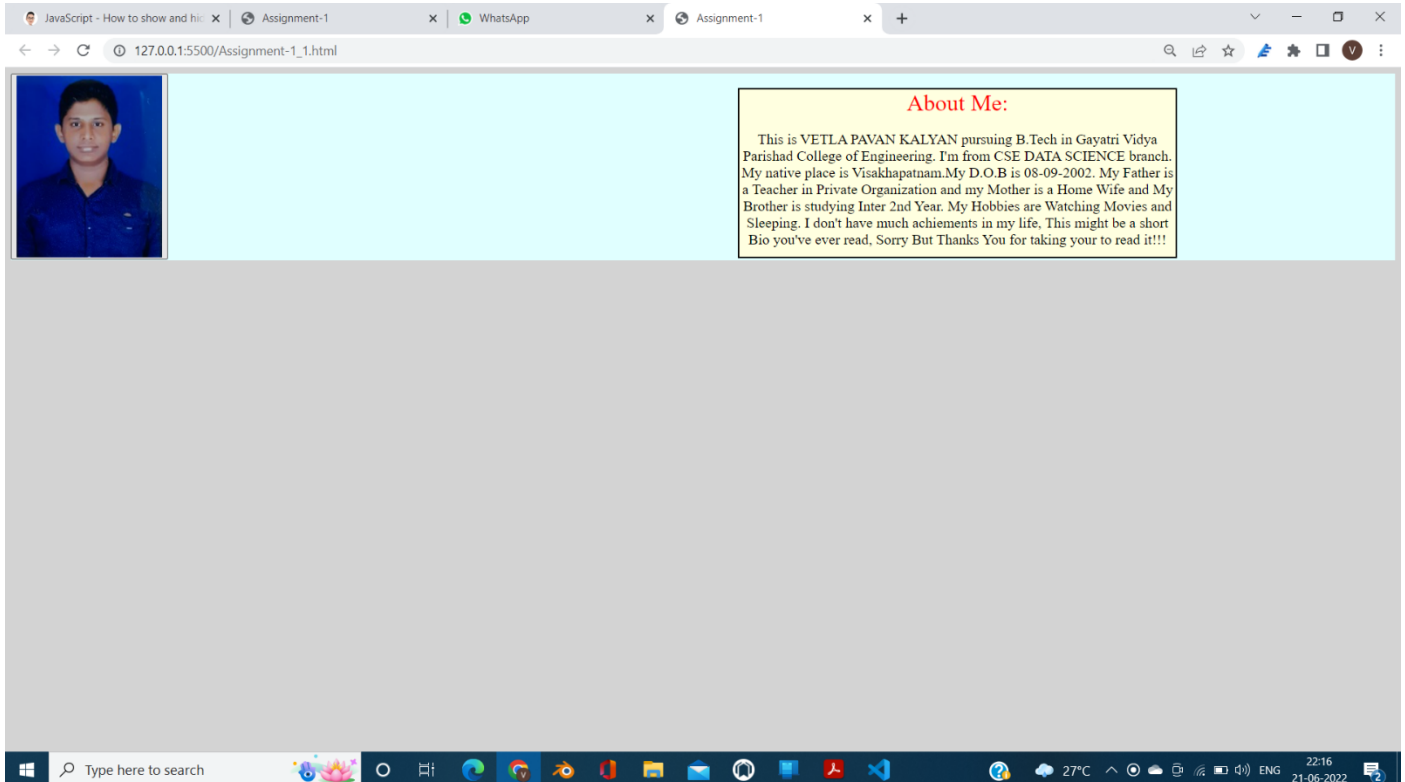 JavaScript - How to show and hic
Assignment-1
WhatsApp
Assignment-1
127.0.0.1:5500/Assignment-1_1.html
V
About Me:
This is VETLA PAVAN KALYAN pursuing B.Tech in Gayatri Vidya
Parishad College of Engineering. I'm from CSE DATA SCIENCE branch.
My native place is Visakhapatnam.My D.O.B is 08-09-2002. My Father is
a Teacher in Private Organization and my Mother is a Home Wife and My
Brother is studying Inter 2nd Year. My Hobbies are Watching Movies and
Sleeping. I don't have much achiements in my life, This might be a short
Bio you've ever read, Sorry But Thanks You for taking your to read it!!!
Type here to search
27°C
ENG
22:16
21-06-2022
2